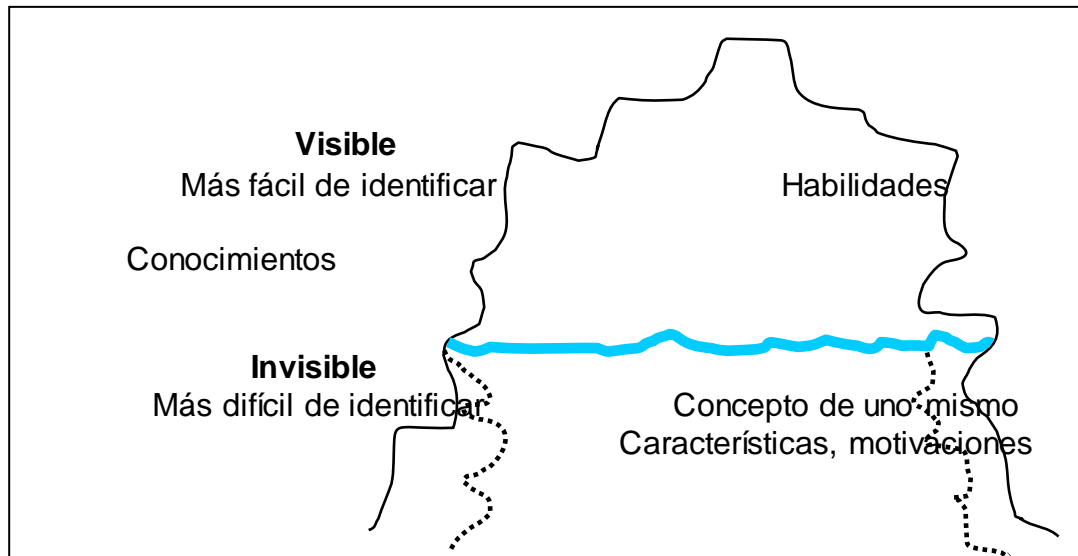 Visible
Más fácil de identificar
Habilidades
Conocimientos
Invisible
Más difícil de identificar
Concepto de uno mismo
Características, motivaciones